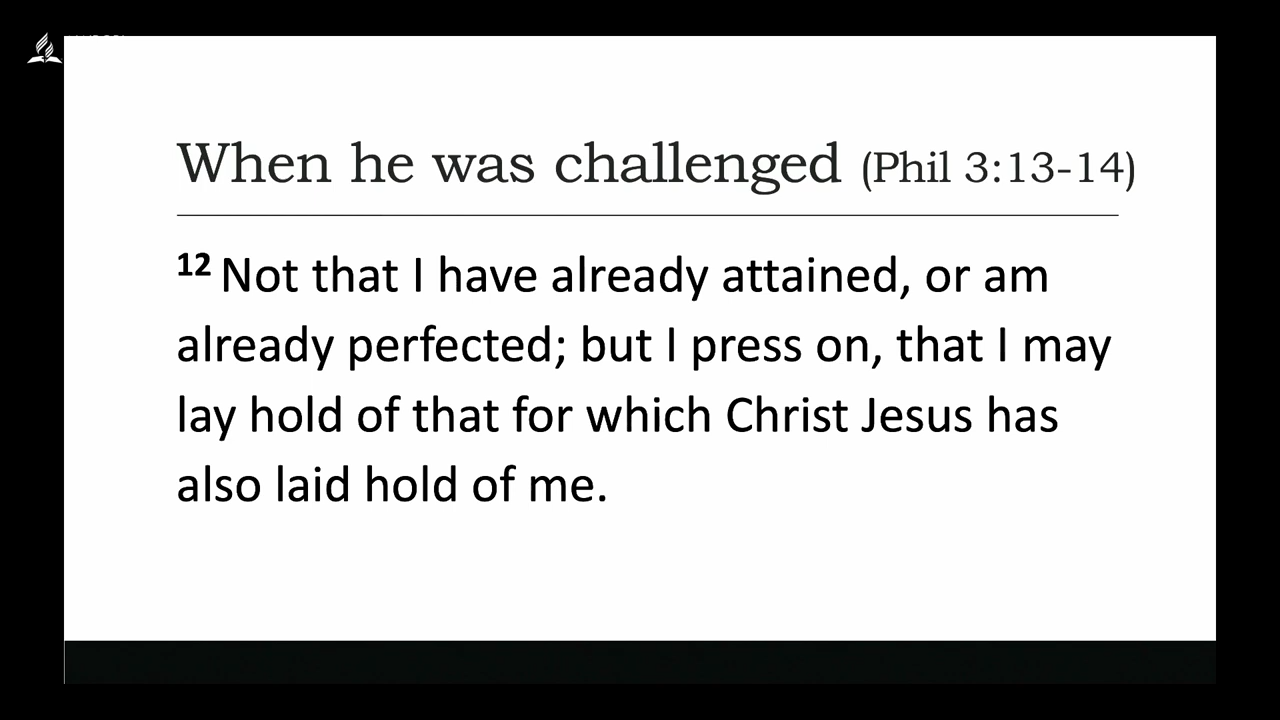 When he was challenged (Phil 3:13-14)
12 Not that I have already attained, or am
already perfected; but I press on, that I may
lay hold of that for which Christ Jesus has
also laid hold of me.